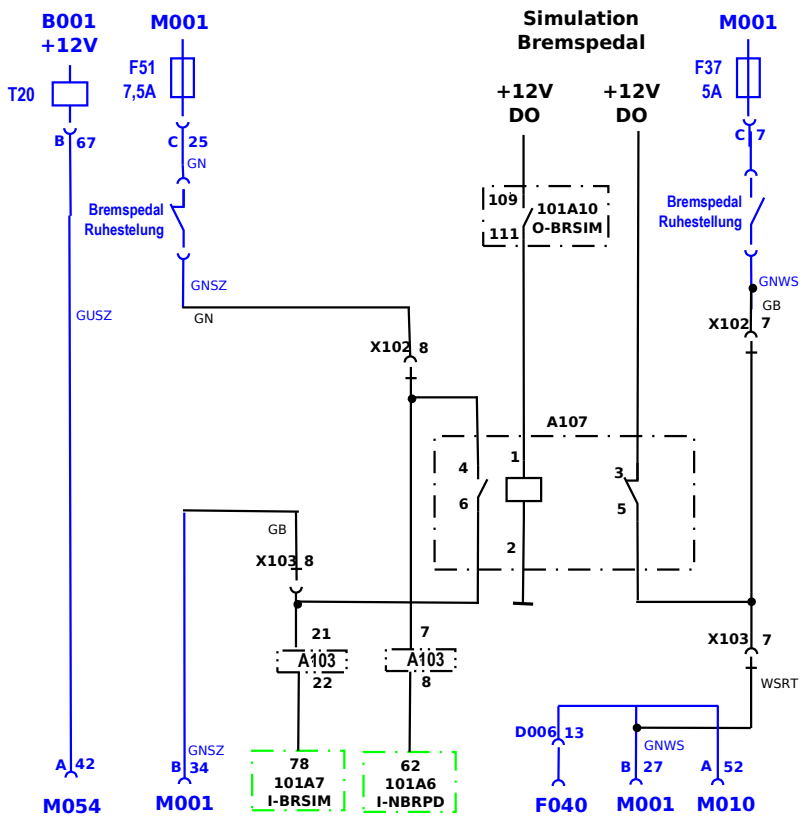 B001
+12V
M001
Simulation
Bremspedal
M001
T20
F51
7,5A
F37
5A
+12V
DO
+12V
DO
B 67
C 25
C 7
GN
Bremspedal
Ruhestelung
109
101A10
111 O-BRSIM
Bremspedal
Ruhestellung
GNSZ
GNWS
GUSZ
GN
GB
X102 8
X102 7
A107
4
1
3
6
5
GB
2
X103 8
21
7
X103 7
A103
A103
22
8
WSRT
D006 13
GNWS
GNSZ
A 42
B 34
78
101A7
I-BRSIM
62
101A6
I-NBRPD
B 27
A 52
M054
M001
F040
M001
M010